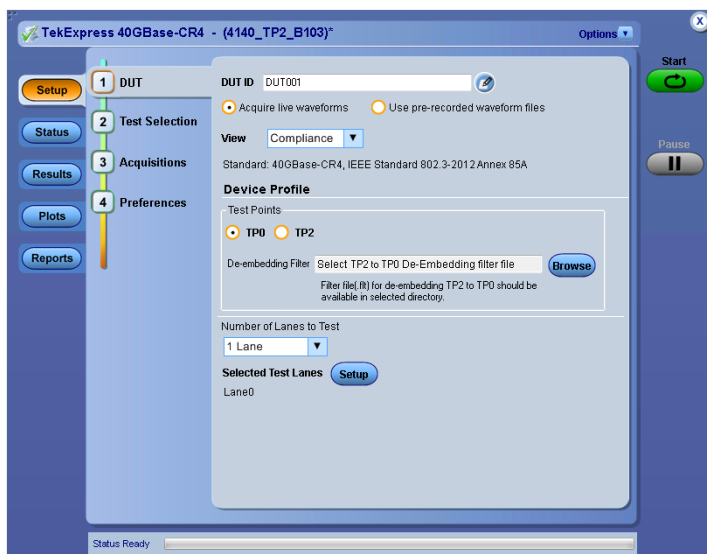 TekExpress 40GBase-CR4 - (4140_TP2_B103)*
Options
X
Start
Pause
Setup
Status
Results
Plots
Reports
1 DUT
2 Test Selection
3 Acquisitions
4 Preferences
DUT ID DUT001
Acquire live waveforms Use pre-recorded waveform files
View Compliance
Standard: 40GBase-CR4, IEEE Standard 802.3-2012 Annex 85A
Device Profile
Test Points
TP0 TP2
De-embedding Filter Select TP2 to TP0 De-Embedding filter file Browse
Filter file(.flt) for de-embedding TP2 to TP0 should be
available in selected directory.
Number of Lanes to Test
1 Lane
Selected Test Lanes Setup
Lane0
Status Ready